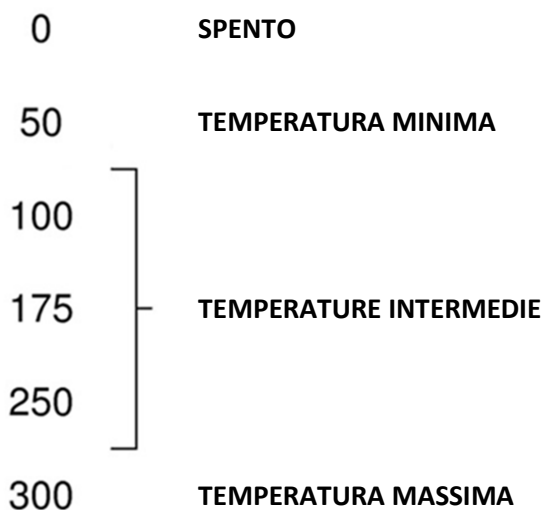 0 SPENTO
50 TEMPERATURA MINIMA
100
175 TEMPERATURE INTERMEDIE
250
300 TEMPERATURA MASSIMA